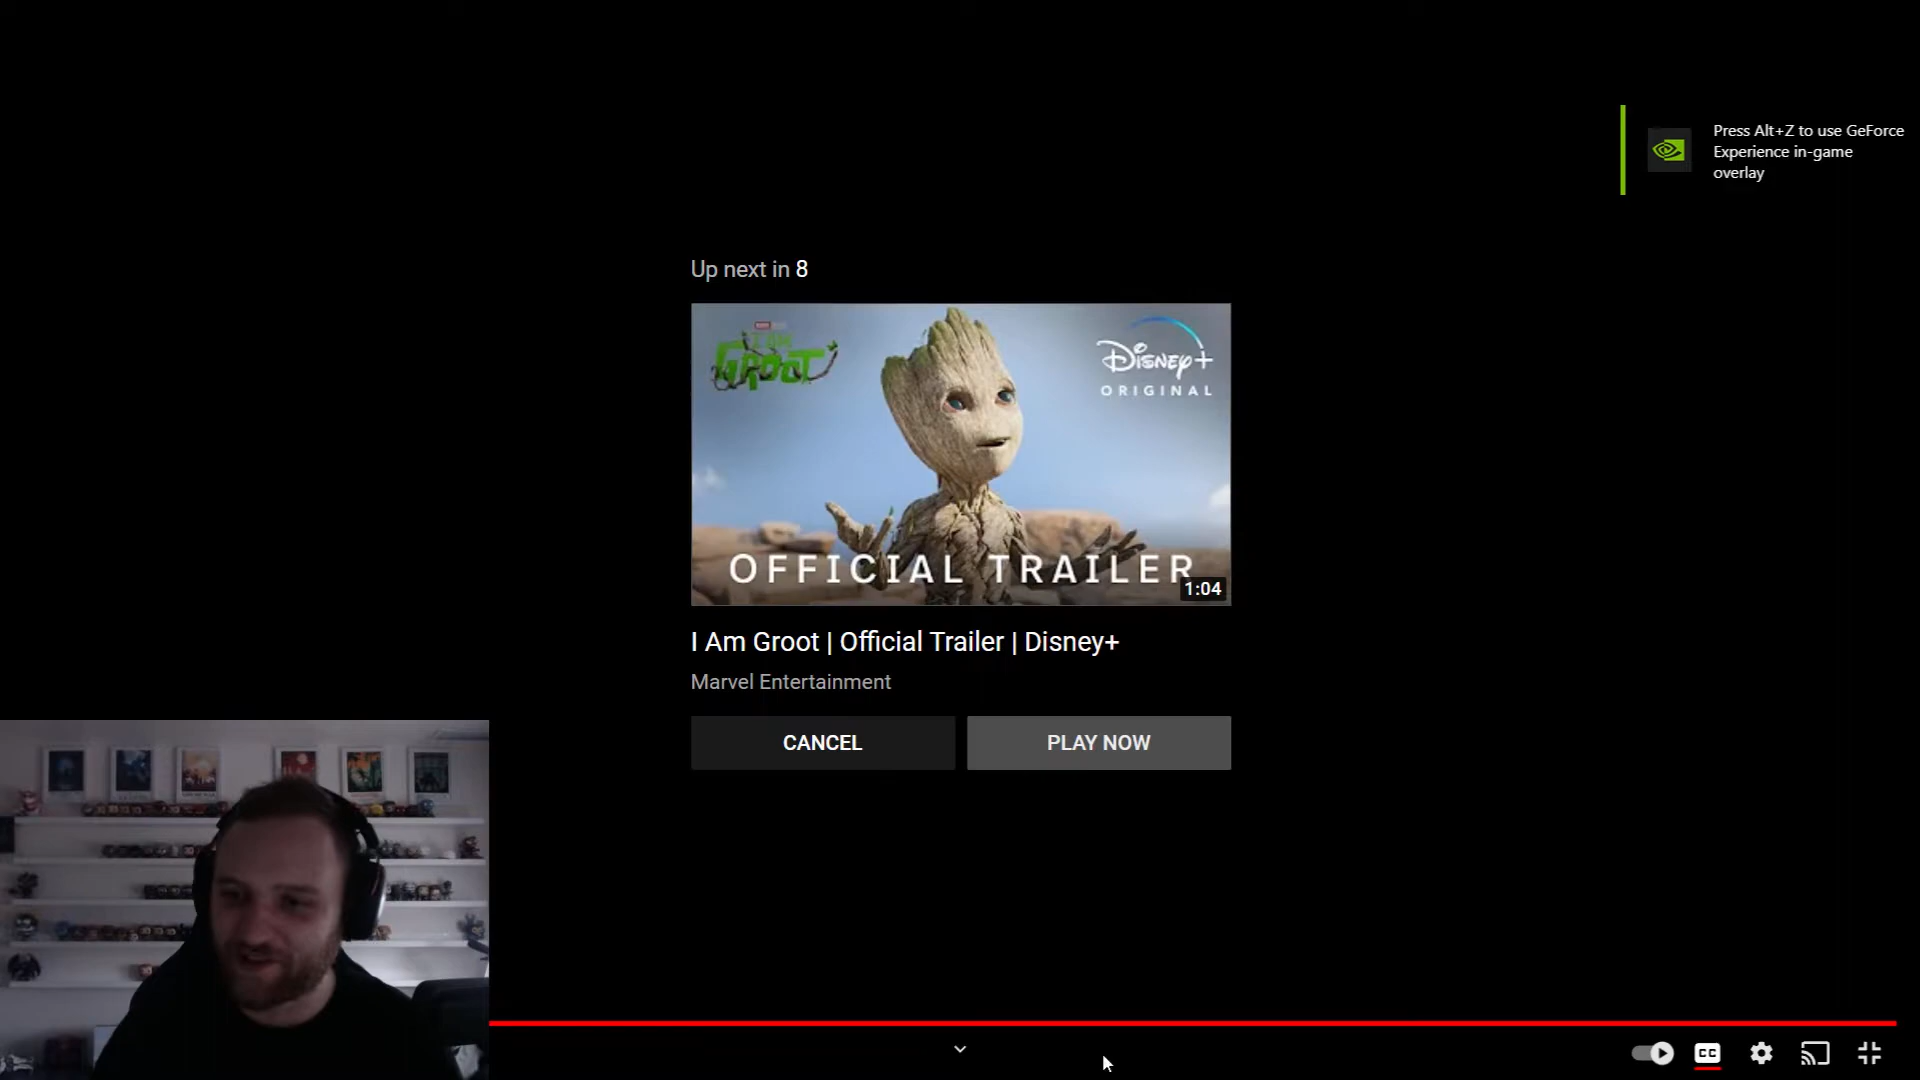 Press Alt+Z to use GeForce
Experience in-game
overlay
Up next in 8
I AM
GROOT
Disney+
ORIGINAL
OFFICIAL TRAILER
1:04
I Am Groot | Official Trailer | Disney+
Marvel Entertainment
CANCEL
PLAY NOW
CC